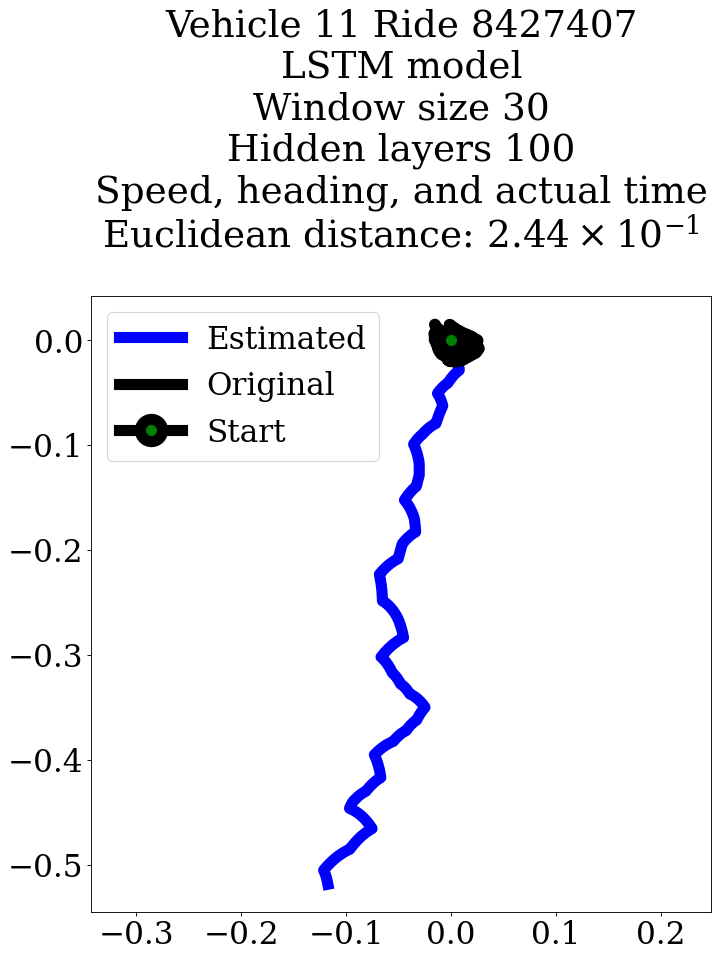 Vehicle 11 Ride 8427407
LSTM model
Window size 30
Hidden layers 100
Speed, heading, and actual time
Euclidean distance: 2.44 × 10⁻¹
Estimated
Original
Start
0.0
−0.1
−0.2
−0.3
−0.4
−0.5
−0.3 −0.2 −0.1 0.0 0.1 0.2